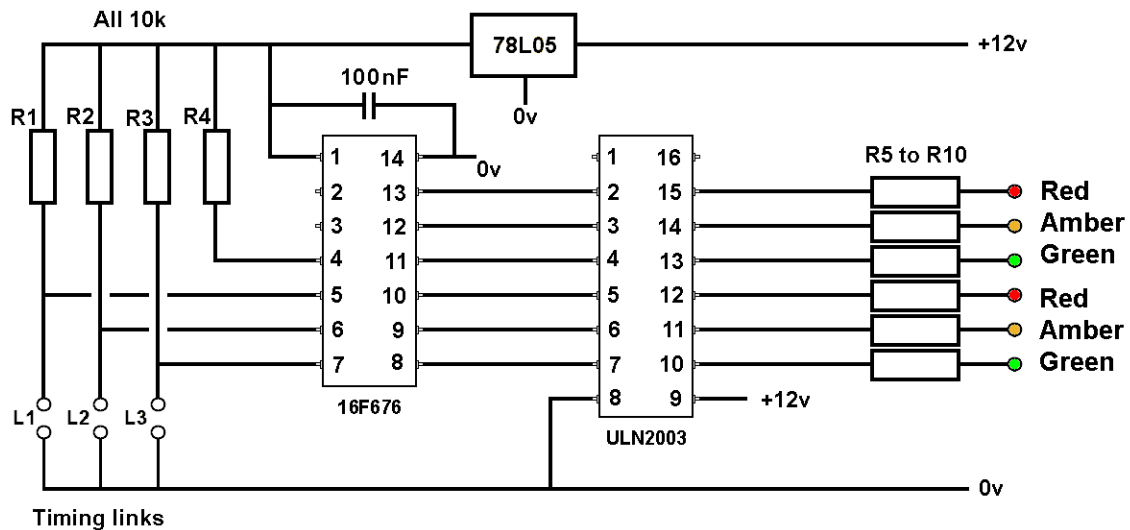 All 10k
78L05
+12v
100nF
0v
R1
R2
R3
R4
0v
R5 to R10
1 14
2 13
3 12
4 11
5 10
6 9
7 8
16F676
1 16
2 15
3 14
4 13
5 12
6 11
7 10
8 9
ULN2003
+12v
Red
Amber
Green
Red
Amber
Green
L1
L2
L3
0v
Timing links